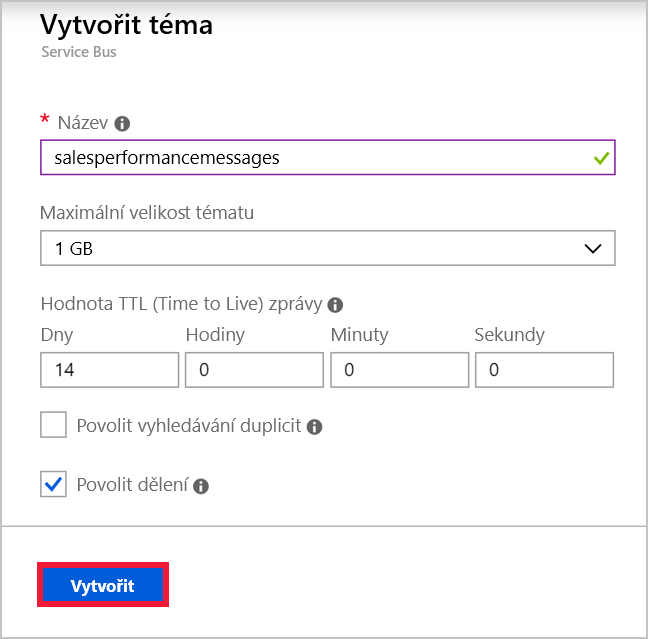 Vytvořit téma
Service Bus
* Název
salesperformancemessages
Maximální velikost tématu
1 GB
Hodnota TTL (Time to Live) zprávy
Dny Hodiny Minuty Sekundy
14 0 0 0
Povolit vyhledávání duplicit
Povolit dělení
Vytvořit